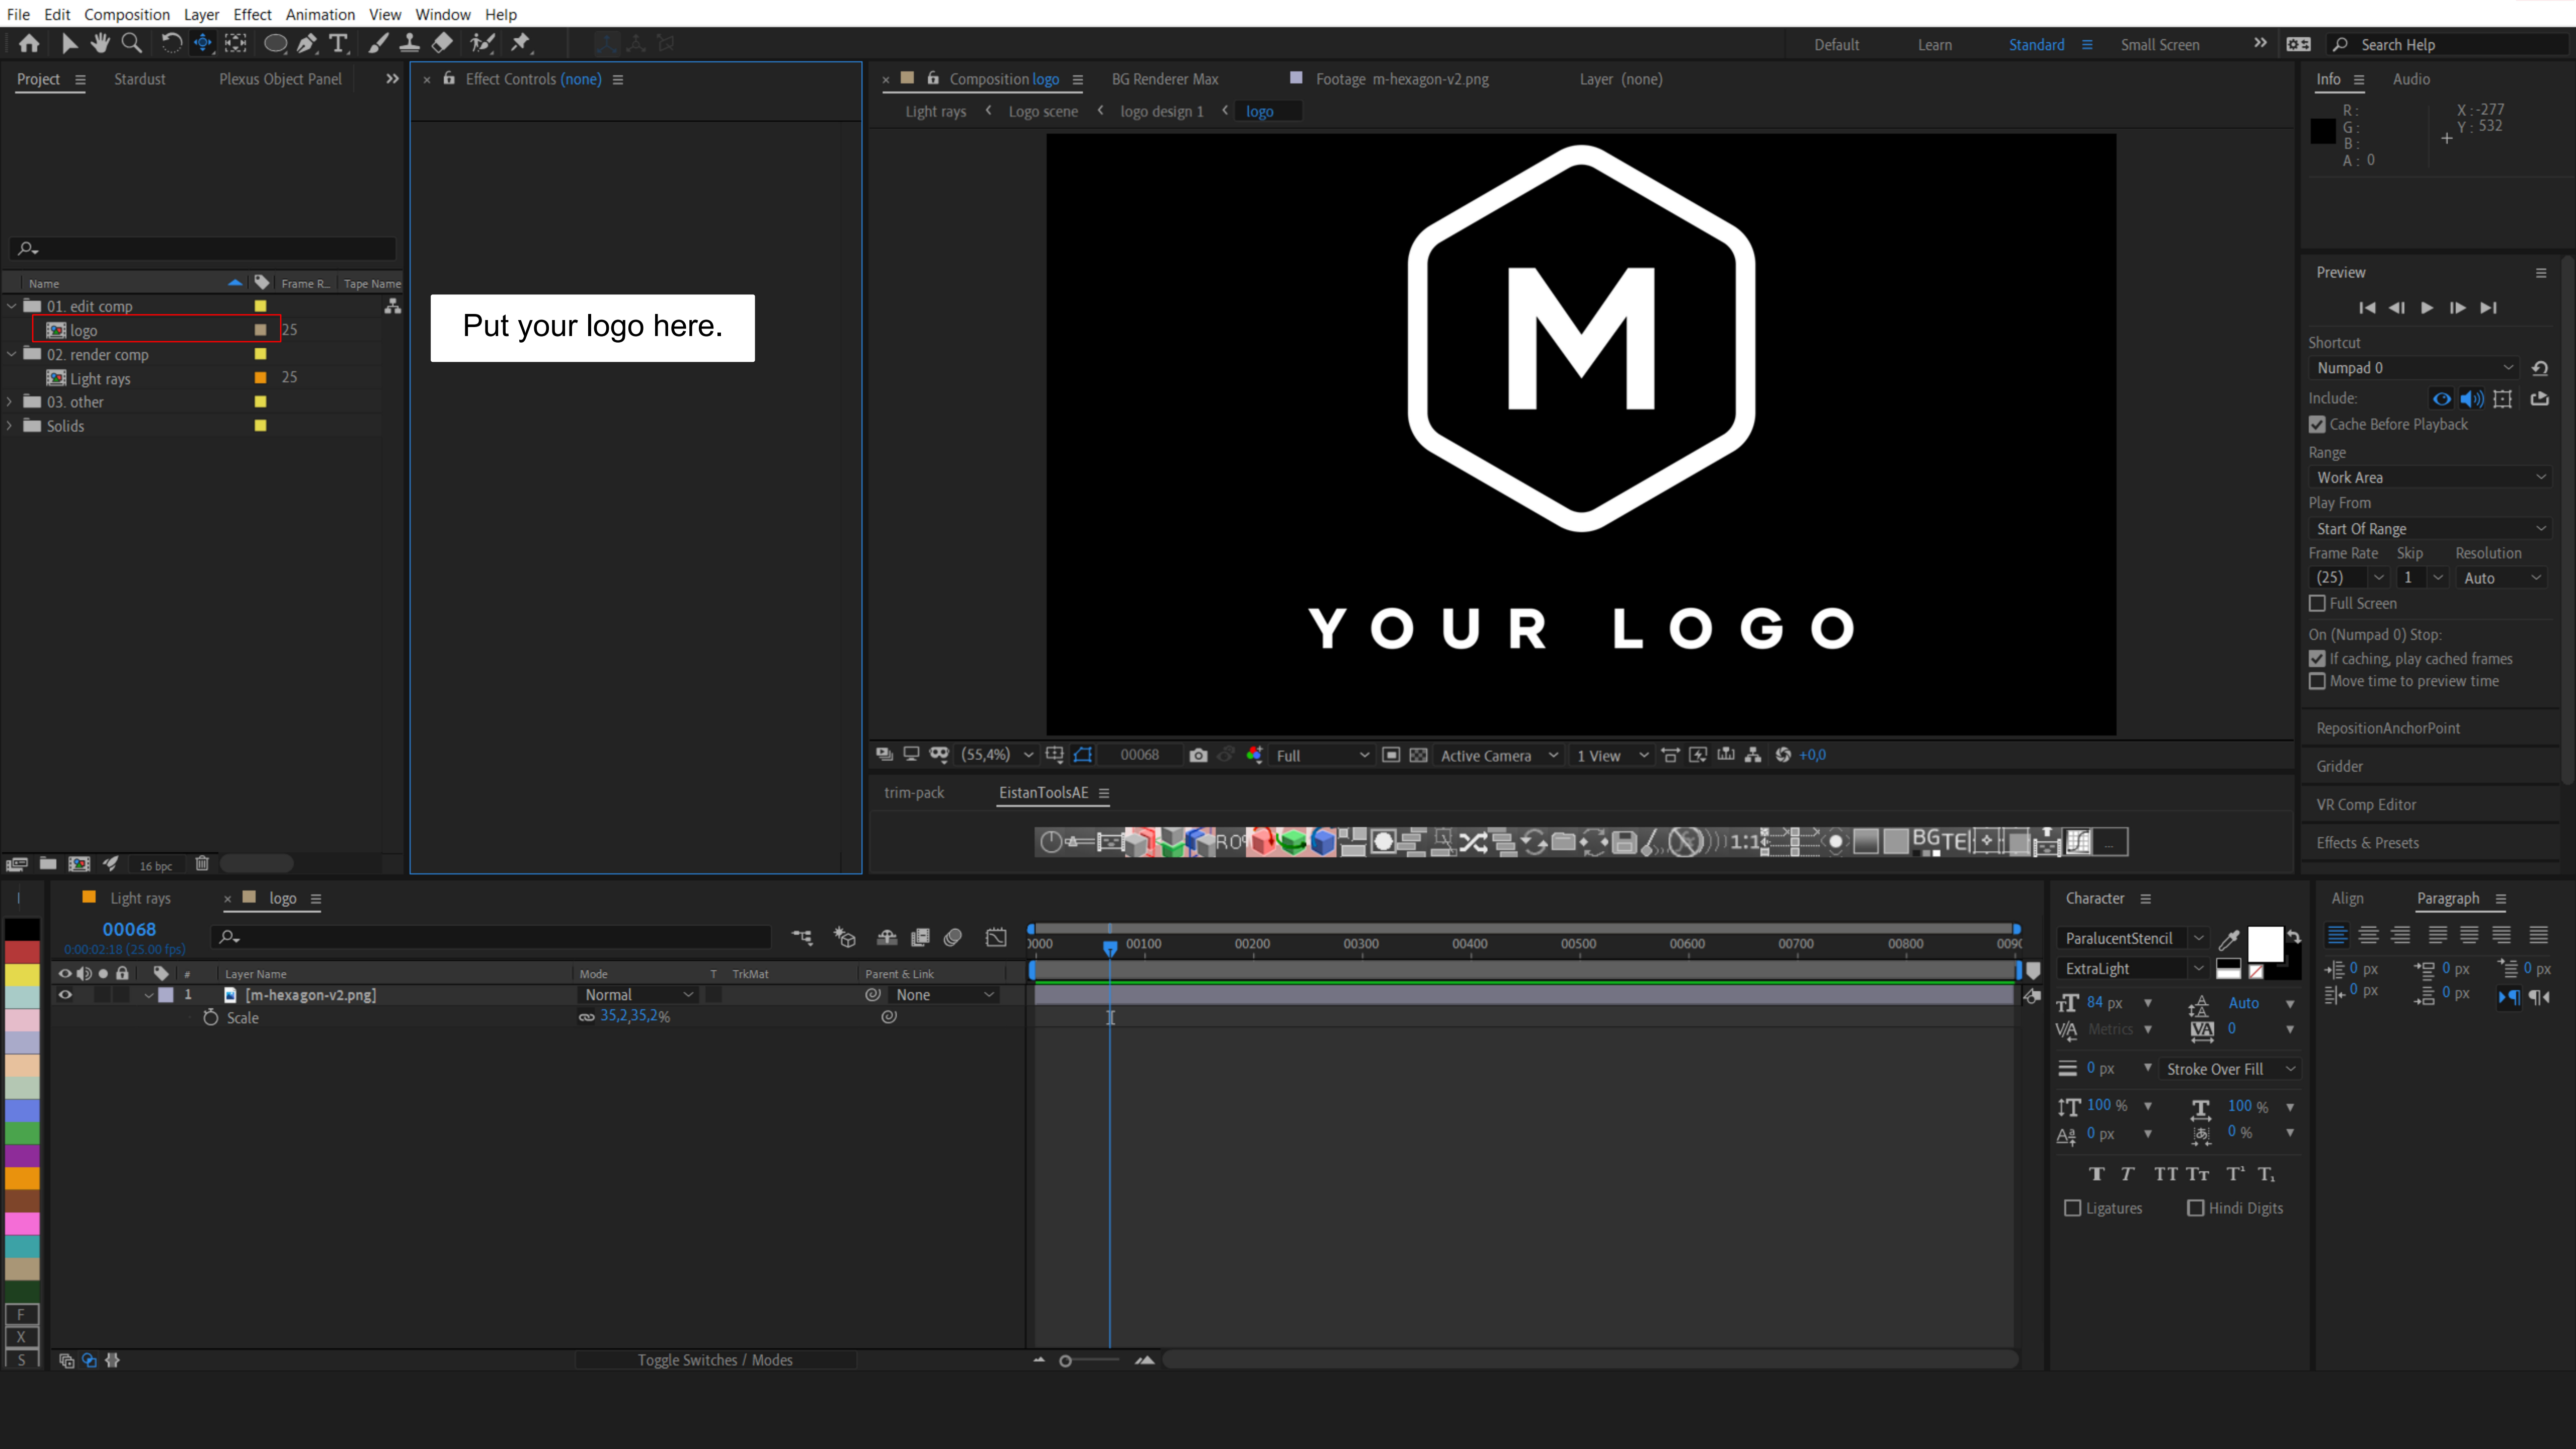 File Edit Composition Layer Effect Animation View Window Help
Default Learn Standard Small Screen Search Help
Project Stardust Plexus Object Panel
Effect Controls (none)
Composition logo BG Renderer Max Footage m-hexagon-v2.png Layer (none)
Light rays Logo scene logo design 1 logo
Info Audio
R :
G :
B :
A : 0
X : -277
Y : 532
Name Frame R... Tape Name
01. edit comp
logo 25
02. render comp
Light rays 25
03. other
Solids
Put your logo here.
M
YOUR LOGO
Preview
Shortcut
Numpad 0
Include:
Cache Before Playback
Range
Work Area
Play From
Start Of Range
Frame Rate Skip Resolution
(25) 1 Auto
Full Screen
On (Numpad 0) Stop:
If caching, play cached frames
Move time to preview time
RepositionAnchorPoint
Gridder
VR Comp Editor
Effects & Presets
(55,4%) 00068 Full Active Camera 1 View +0,0
trim-pack EistanToolsAE
1:1 BG TE ...
16 bpc
Light rays logo
00068
0:00:02:18 (25.00 fps)
# Layer Name Mode T TrkMat Parent & Link
1 [m-hexagon-v2.png] Normal None
Scale 35,2,35,2%
00100 00200 00300 00400 00500 00600 00700 00800
F
X
S
Toggle Switches / Modes
Character
ParalucentStencil
ExtraLight
84 px Auto
Metrics 0
0 px Stroke Over Fill
100 % 100 %
0 px 0 %
T T TT Tt T¹ T₁
Ligatures Hindi Digits
Align Paragraph
0 px 0 px 0 px
0 px 0 px